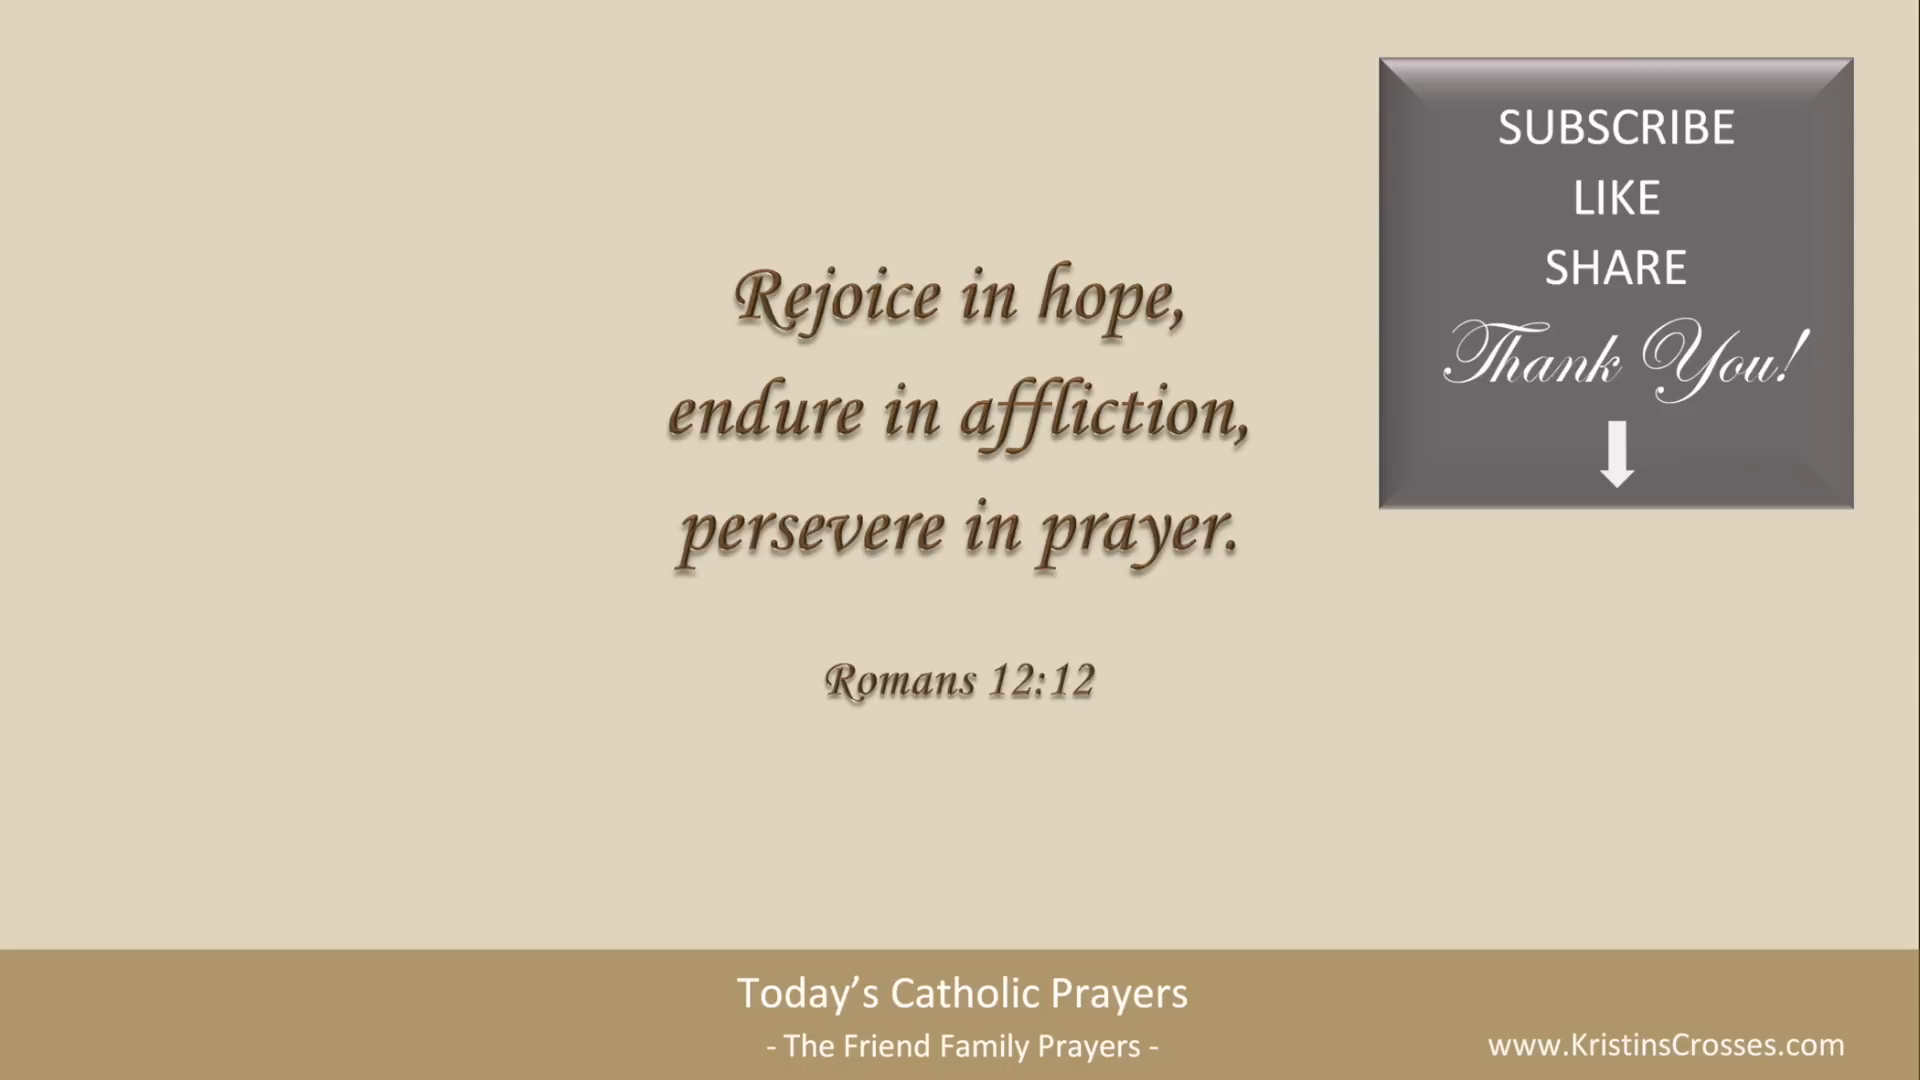 Rejoice in hope,
endure in affliction,
persevere in prayer.
Romans 12:12
SUBSCRIBE
LIKE
SHARE
Thank You!
Today’s Catholic Prayers
- The Friend Family Prayers -
www.KristinsCrosses.com